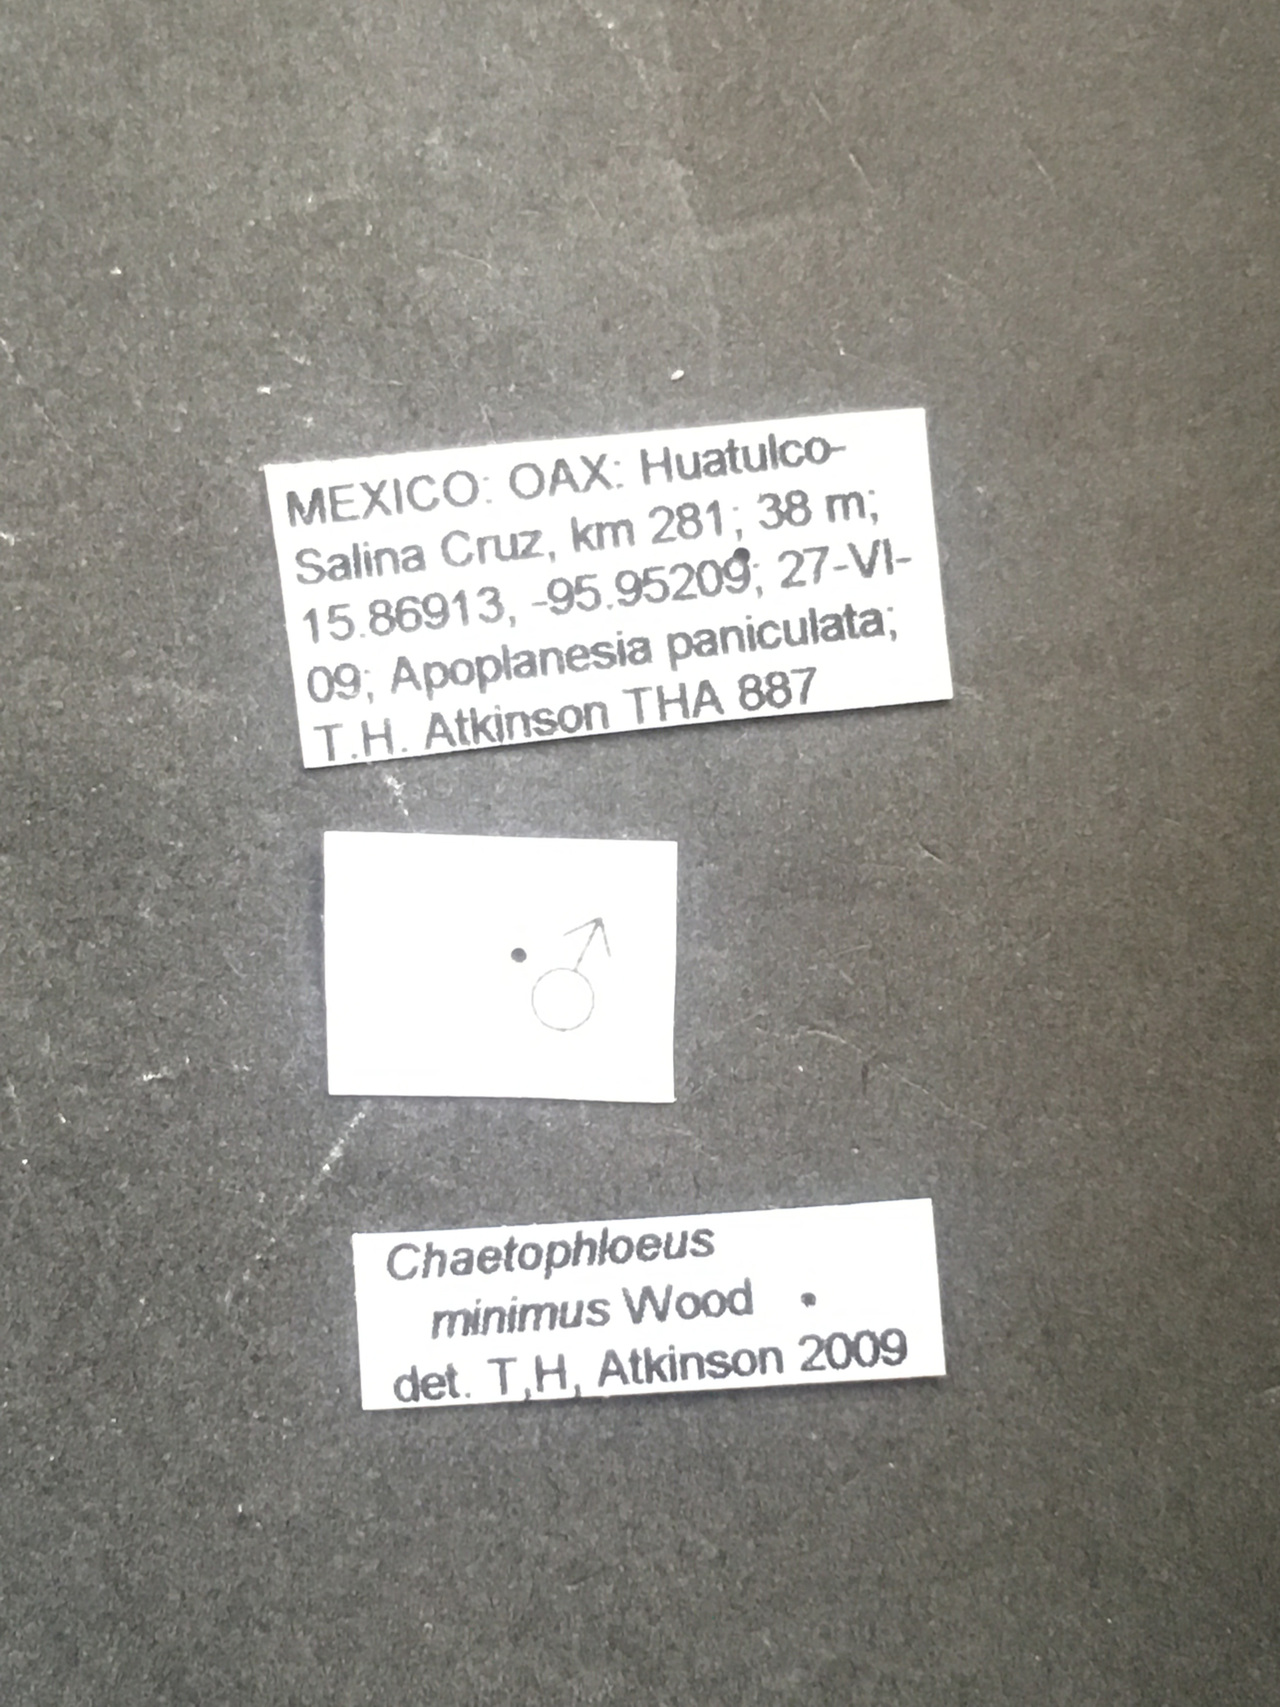 MEXICO: OAX: Huatulco-
Salina Cruz, km 281; 38 m;
15.86913, -95.95209; 27-VI-
09; Apoplanesia paniculata;
T.H. Atkinson THA 887
♂
Chaetophloeus
minimus Wood
det. T,H, Atkinson 2009